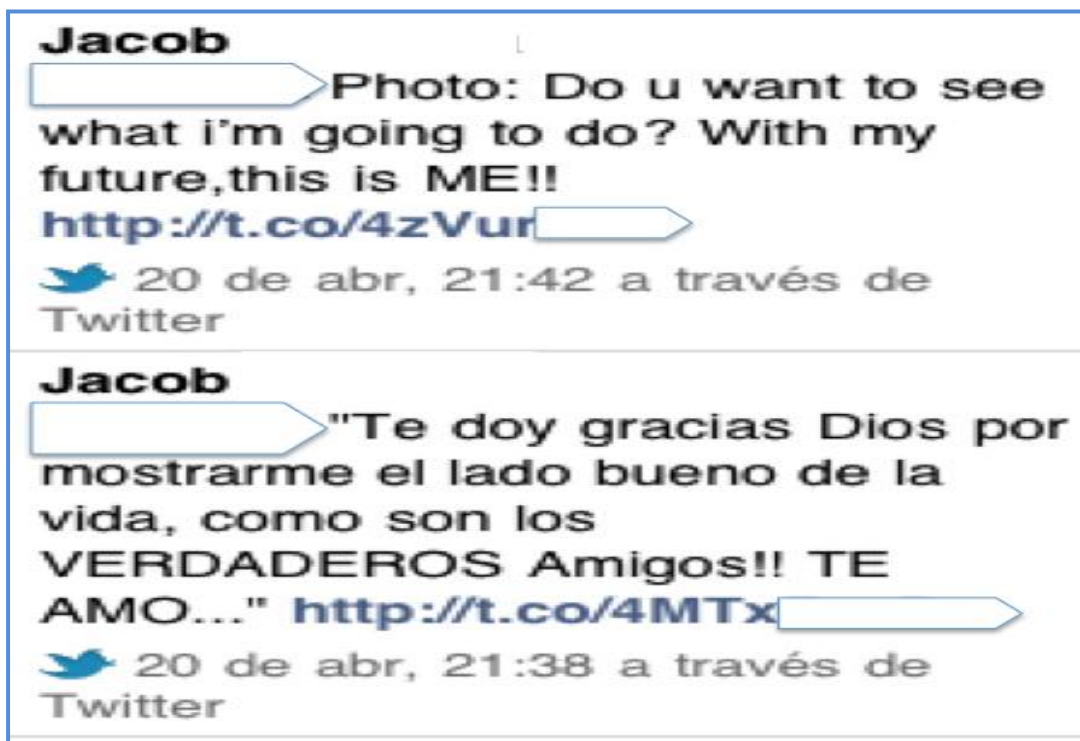 Jacob
Photo: Do u want to see
what i'm going to do? With my
future,this is ME!!
http://t.co/4zVur
20 de abr, 21:42 a través de
Twitter
Jacob
"Te doy gracias Dios por
mostrarme el lado bueno de la
vida, como son los
VERDADEROS Amigos!! TE
AMO..." http://t.co/4MTx
20 de abr, 21:38 a través de
Twitter